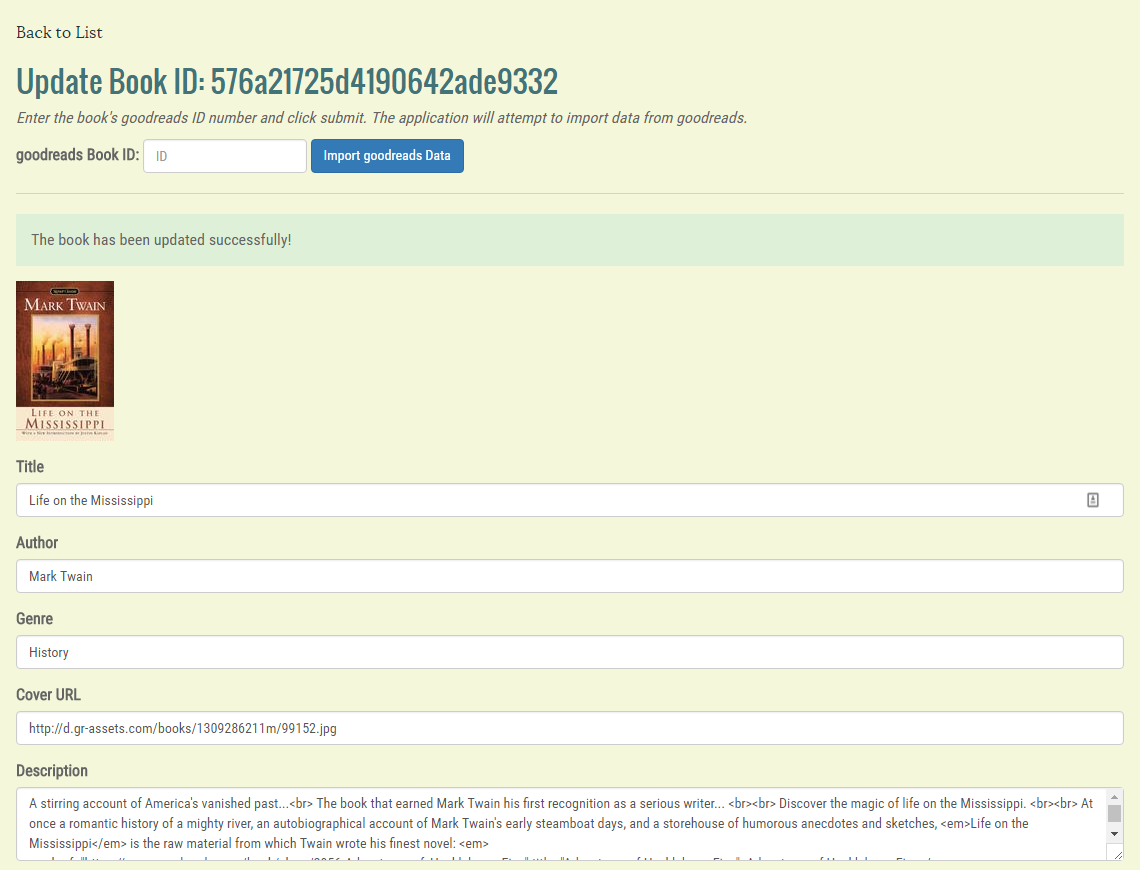 Back to List
Update Book ID: 576a21725d4190642ade9332
Enter the book's goodreads ID number and click submit. The application will attempt to import data from goodreads.
goodreads Book ID: ID Import goodreads Data
The book has been updated successfully!
MARK TWAIN
LIFE ON THE
MISSISSIPPI
Title
Life on the Mississippi
Author
Mark Twain
Genre
History
Cover URL
http://d.gr-assets.com/books/1309286211m/99152.jpg
Description
A stirring account of America's vanished past...<br> The book that earned Mark Twain his first recognition as a serious writer... <br><br> Discover the magic of life on the Mississippi. <br><br> At
once a romantic history of a mighty river, an autobiographical account of Mark Twain's early steamboat days, and a storehouse of humorous anecdotes and sketches, <em>Life on the
Mississippi</em> is the raw material from which Twain wrote his finest novel: <em>